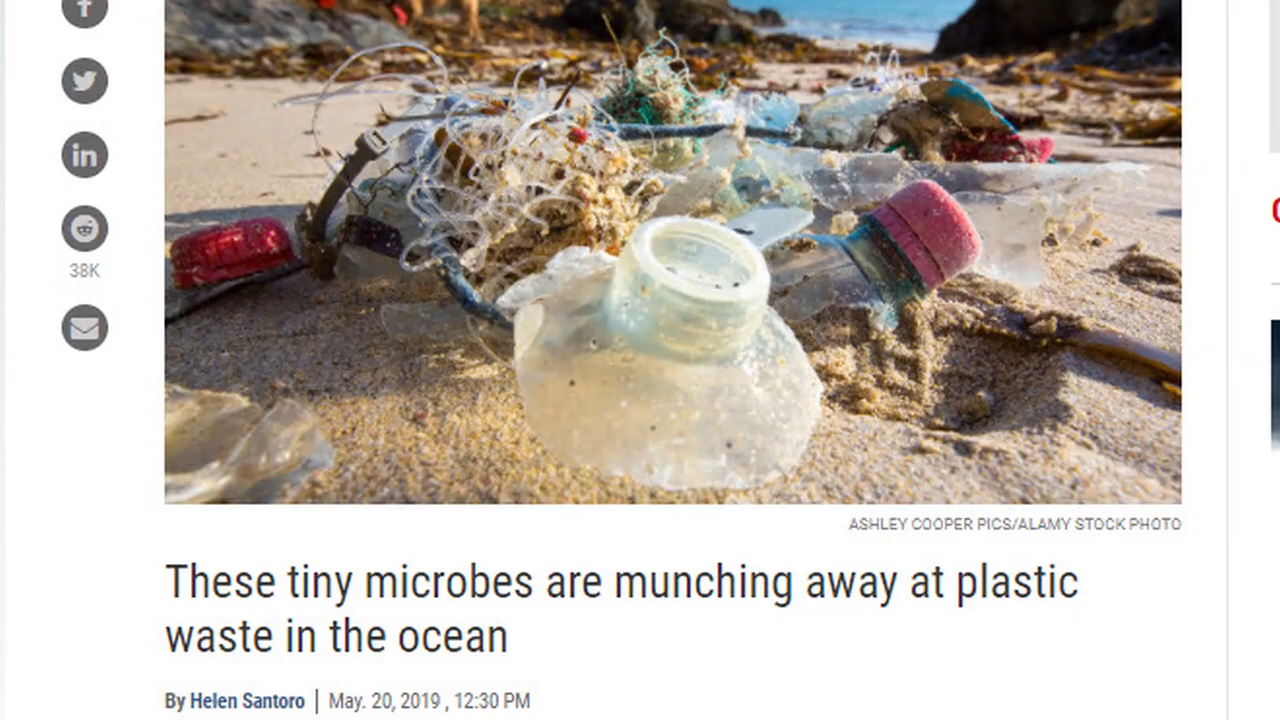 38K
ASHLEY COOPER PICS/ALAMY STOCK PHOTO
These tiny microbes are munching away at plastic
waste in the ocean
By Helen Santoro | May. 20, 2019 , 12:30 PM